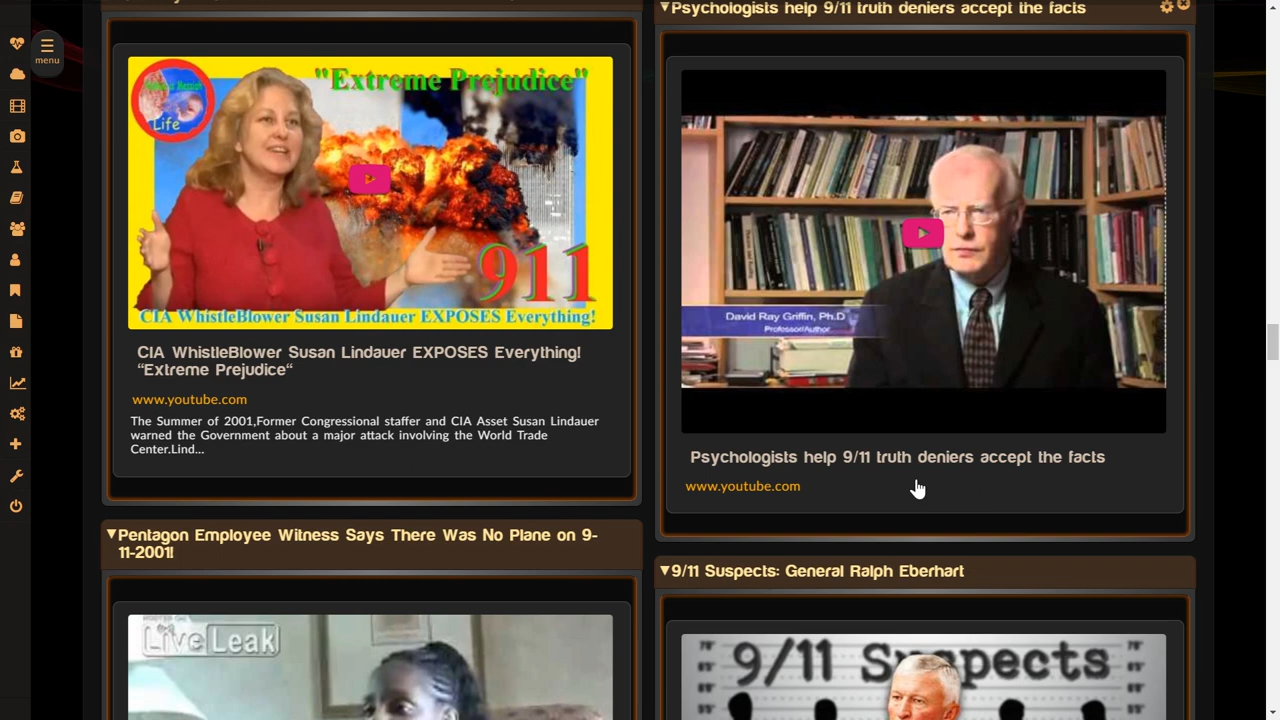 menu
"Extreme Prejudice"
Life
911
CIA WhistleBlower Susan Lindauer EXPOSES Everything!
CIA WhistleBlower Susan Lindauer EXPOSES Everything!
"Extreme Prejudice"
www.youtube.com
The Summer of 2001,Former Congressional staffer and CIA Asset Susan Lindauer
warned the Government about a major attack involving the World Trade
Center.Lind...
Pentagon Employee Witness Says There Was No Plane on 9-
11-2001!
LiveLeak
Psychologists help 9/11 truth deniers accept the facts
David Ray Griffin, Ph.D
Professor/Author
Psychologists help 9/11 truth deniers accept the facts
www.youtube.com
9/11 Suspects: General Ralph Eberhart
9/11 Suspects